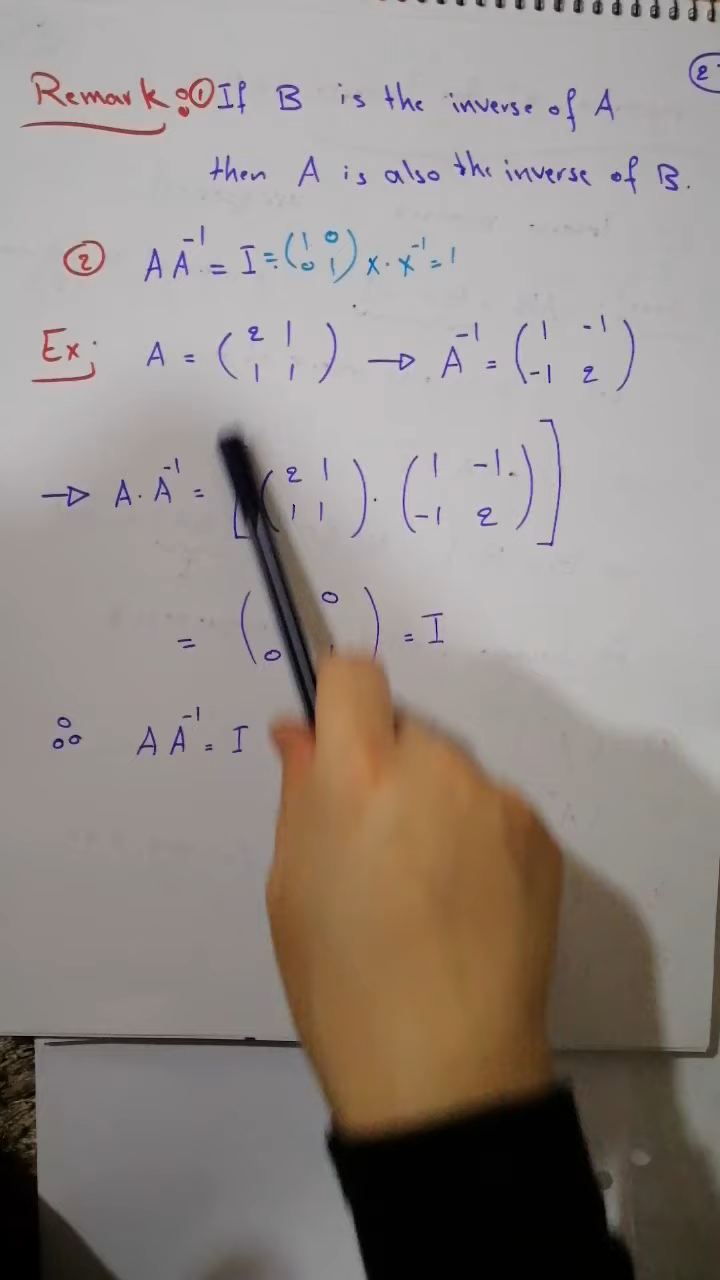 2
Remark: ① If B is the inverse of A
then A is also the inverse of B.
② A A⁻¹ = I = (1 0 0 1) x · x⁻¹ = 1
Ex: A = (2 1 1 1) → A⁻¹ = (1 -1 -1 2)
→ A · A⁻¹ = [(2 1 1 1) · (1 -1 -1 2)]
= ( 0 0 ) = I
∴ A A⁻¹ = I